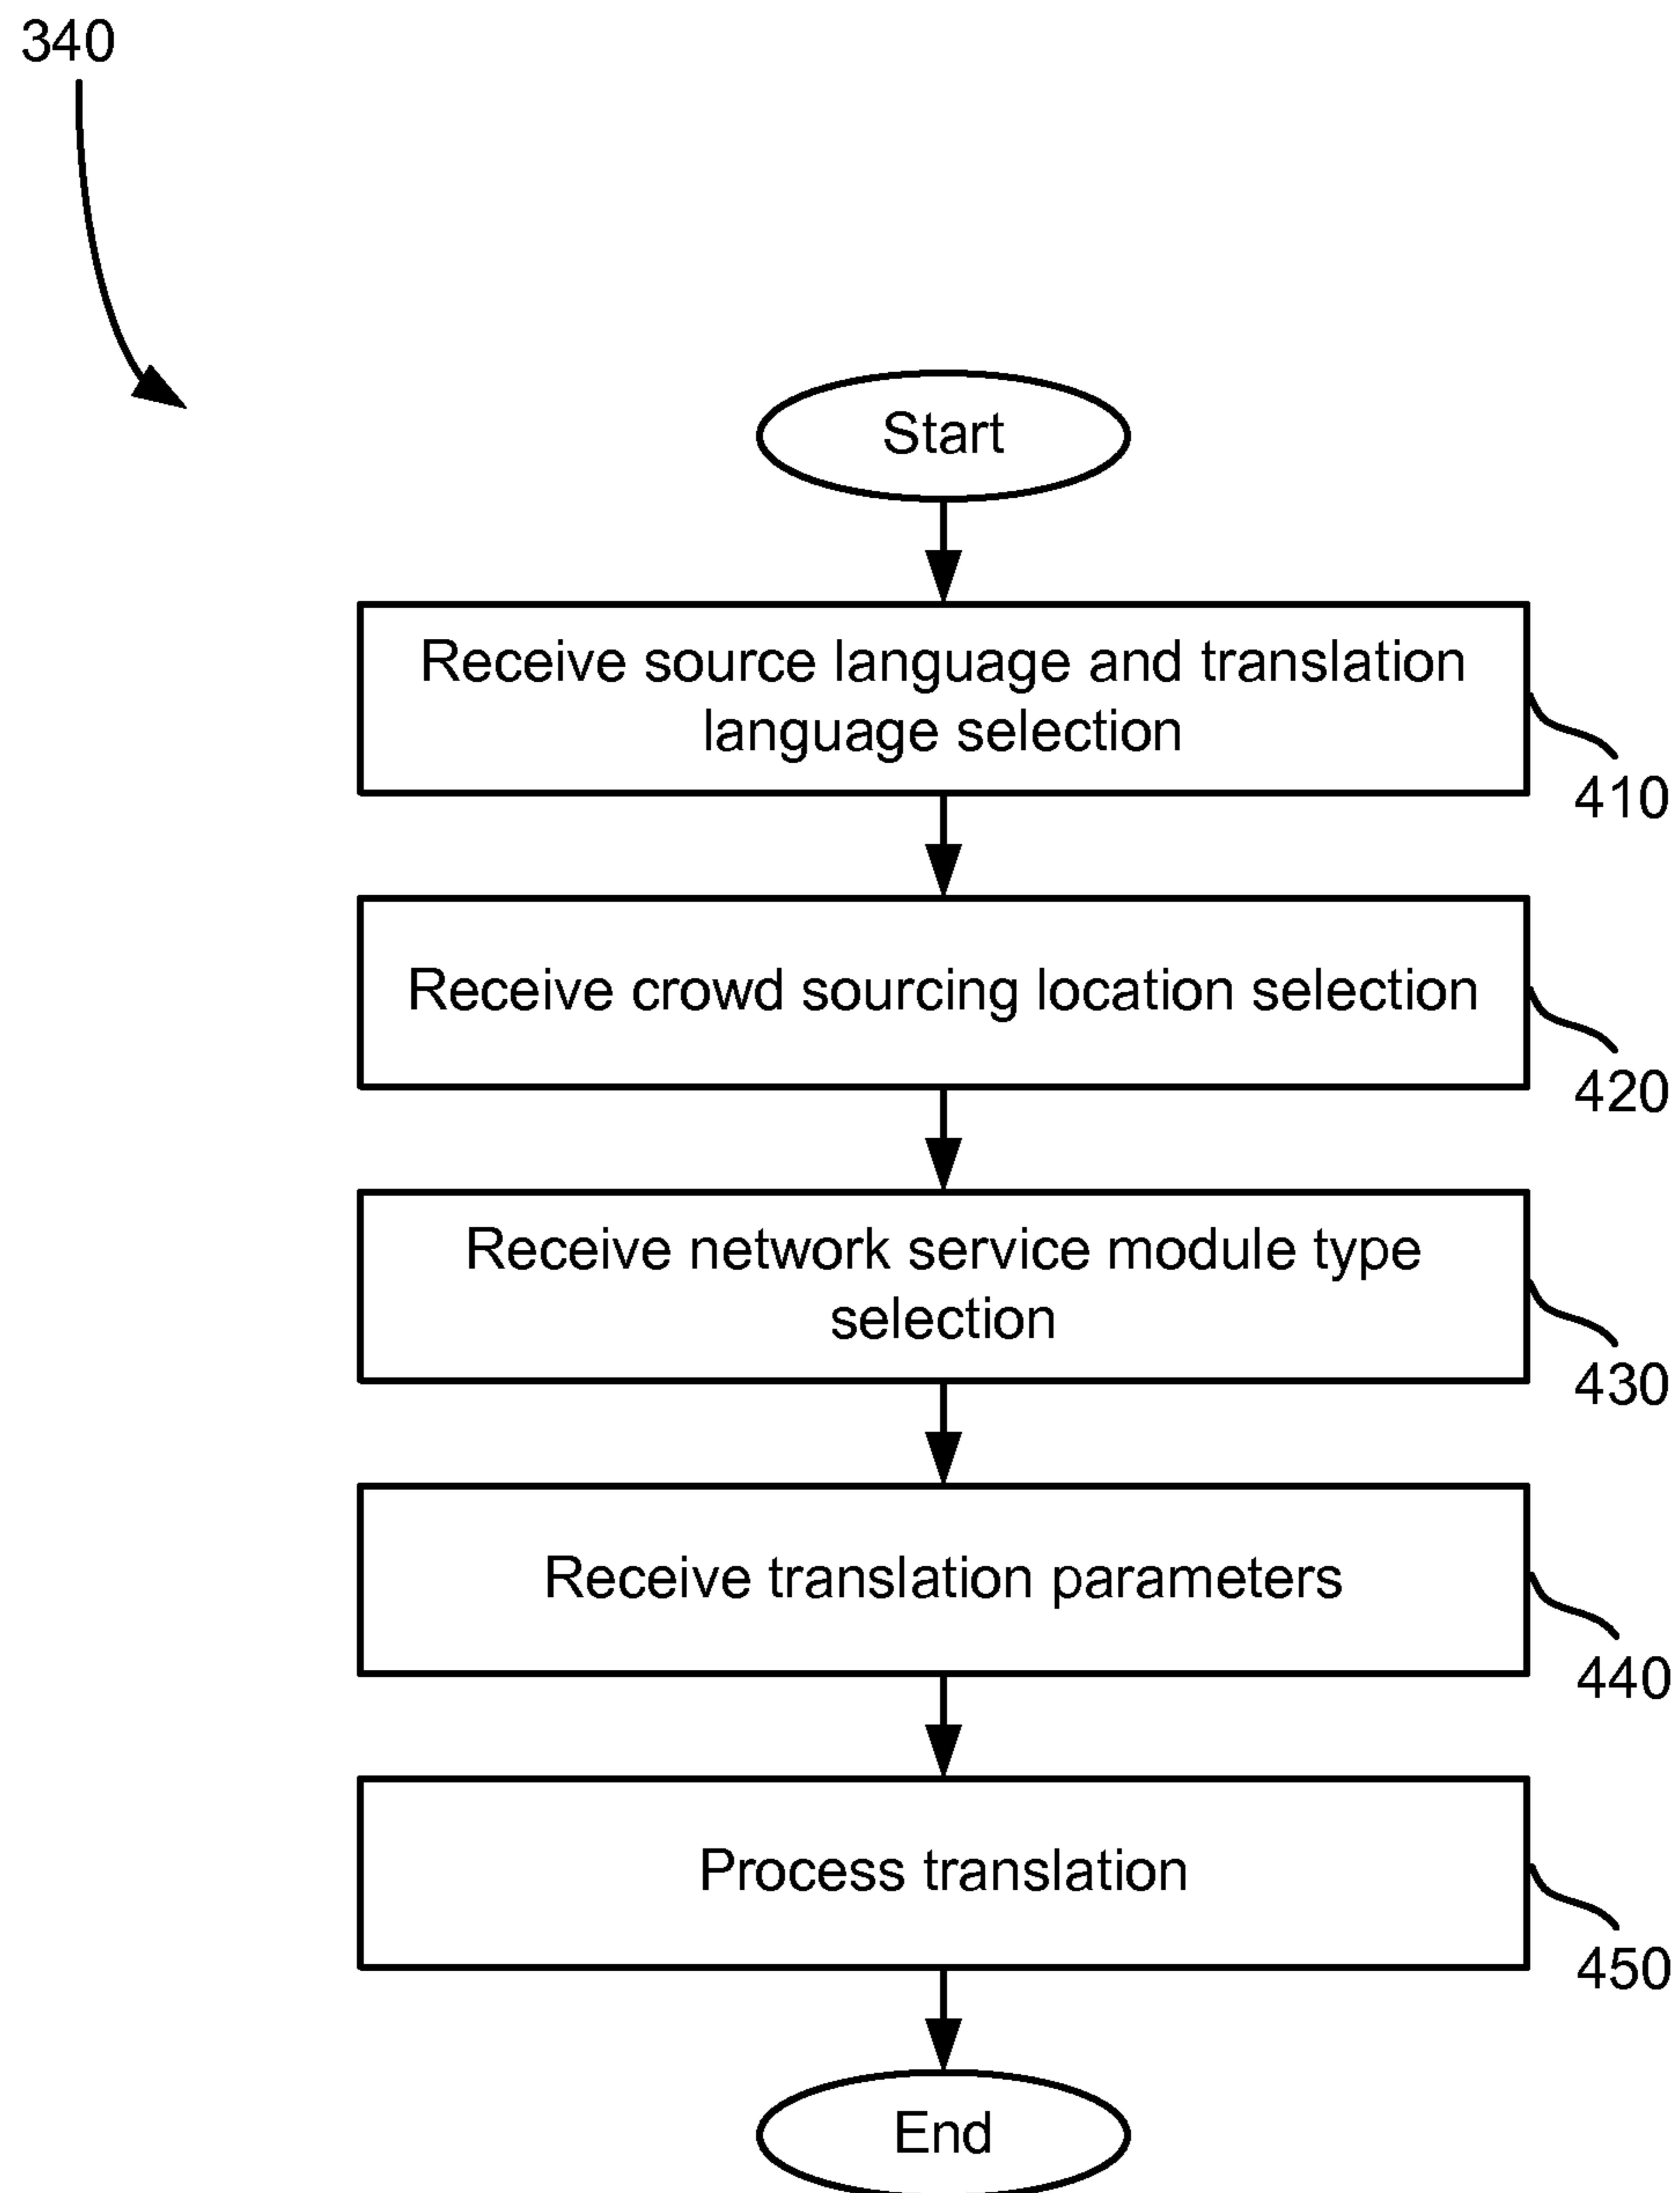 340
Start
Receive source language and translation
language selection
410
Receive crowd sourcing location selection
420
Receive network service module type
selection
430
Receive translation parameters
440
Process translation
450
End